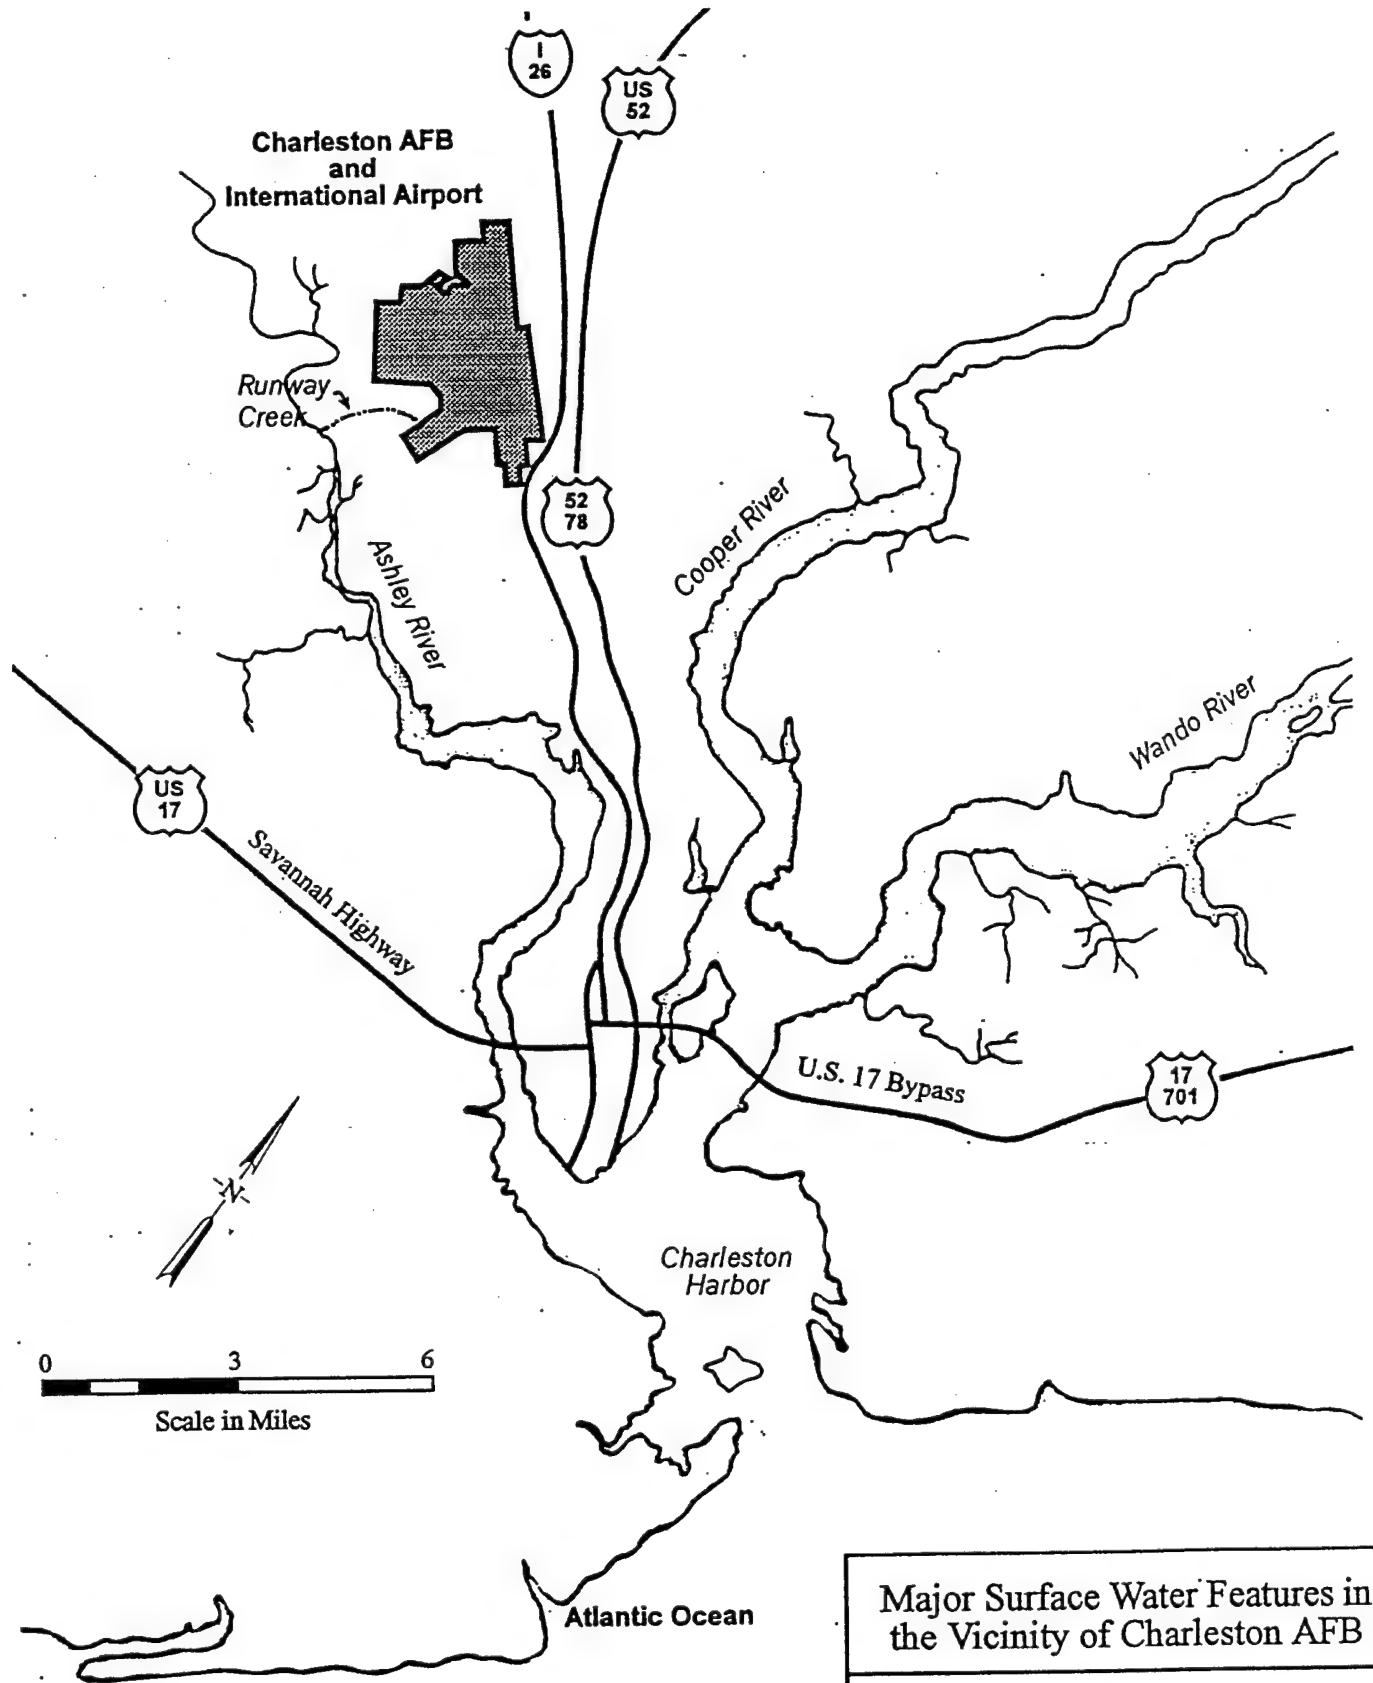 I
26
US
52
Charleston AFB
and
International Airport
Runway
Creek
52
78
Cooper River
Ashley River
Wando River
US
17
Savannah Highway
U.S. 17 Bypass
17
701
N
Charleston
Harbor
0 3 6
Scale in Miles
Atlantic Ocean
Major Surface Water Features in
the Vicinity of Charleston AFB